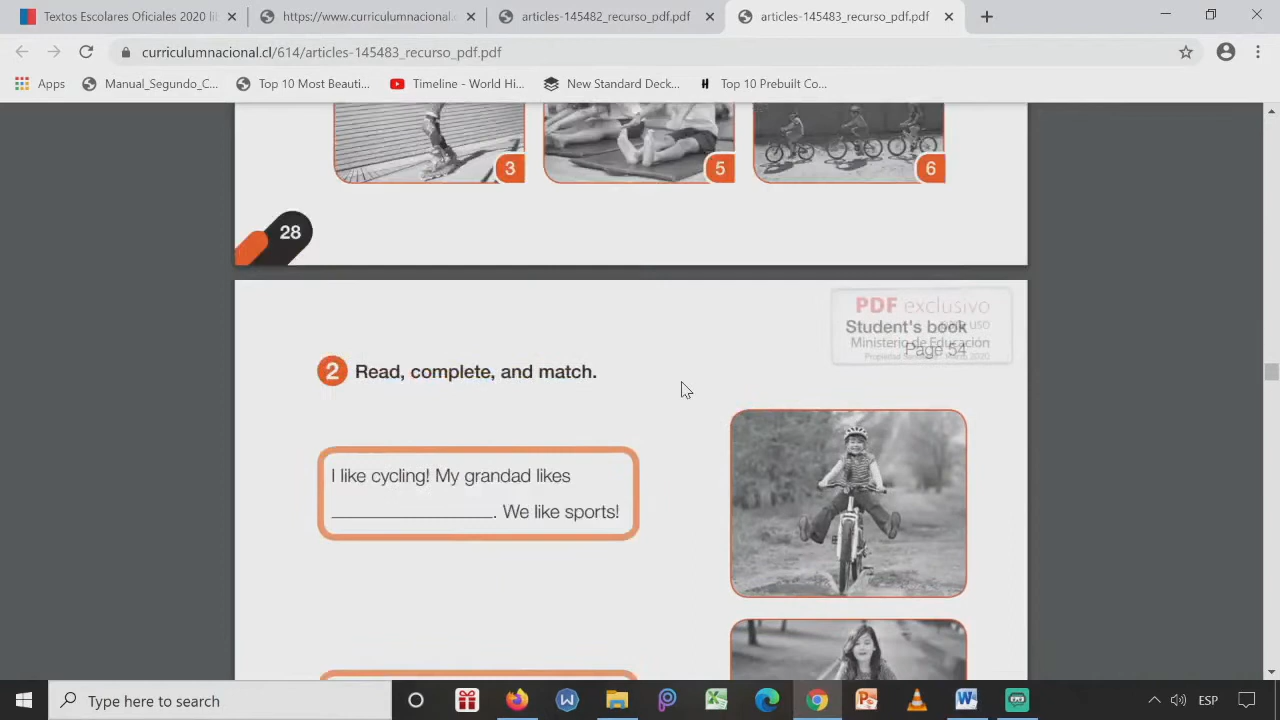 Textos Escolares Oficiales 2020 li
https://www.curriculumnacional.
articles-145482_recurso_pdf.pdf
articles-145483_recurso_pdf.pdf
curriculumnacional.cl/614/articles-145483_recurso_pdf.pdf
Apps
Manual_Segundo_C...
Top 10 Most Beauti...
Timeline - World Hi...
New Standard Deck...
Top 10 Prebuilt Co...
3
5
6
28
PDF exclusivo
Student's book
USO
Ministerio de Educación
Page 54
2 Read, complete, and match.
I like cycling! My grandad likes
________________. We like sports!
Type here to search
ESP